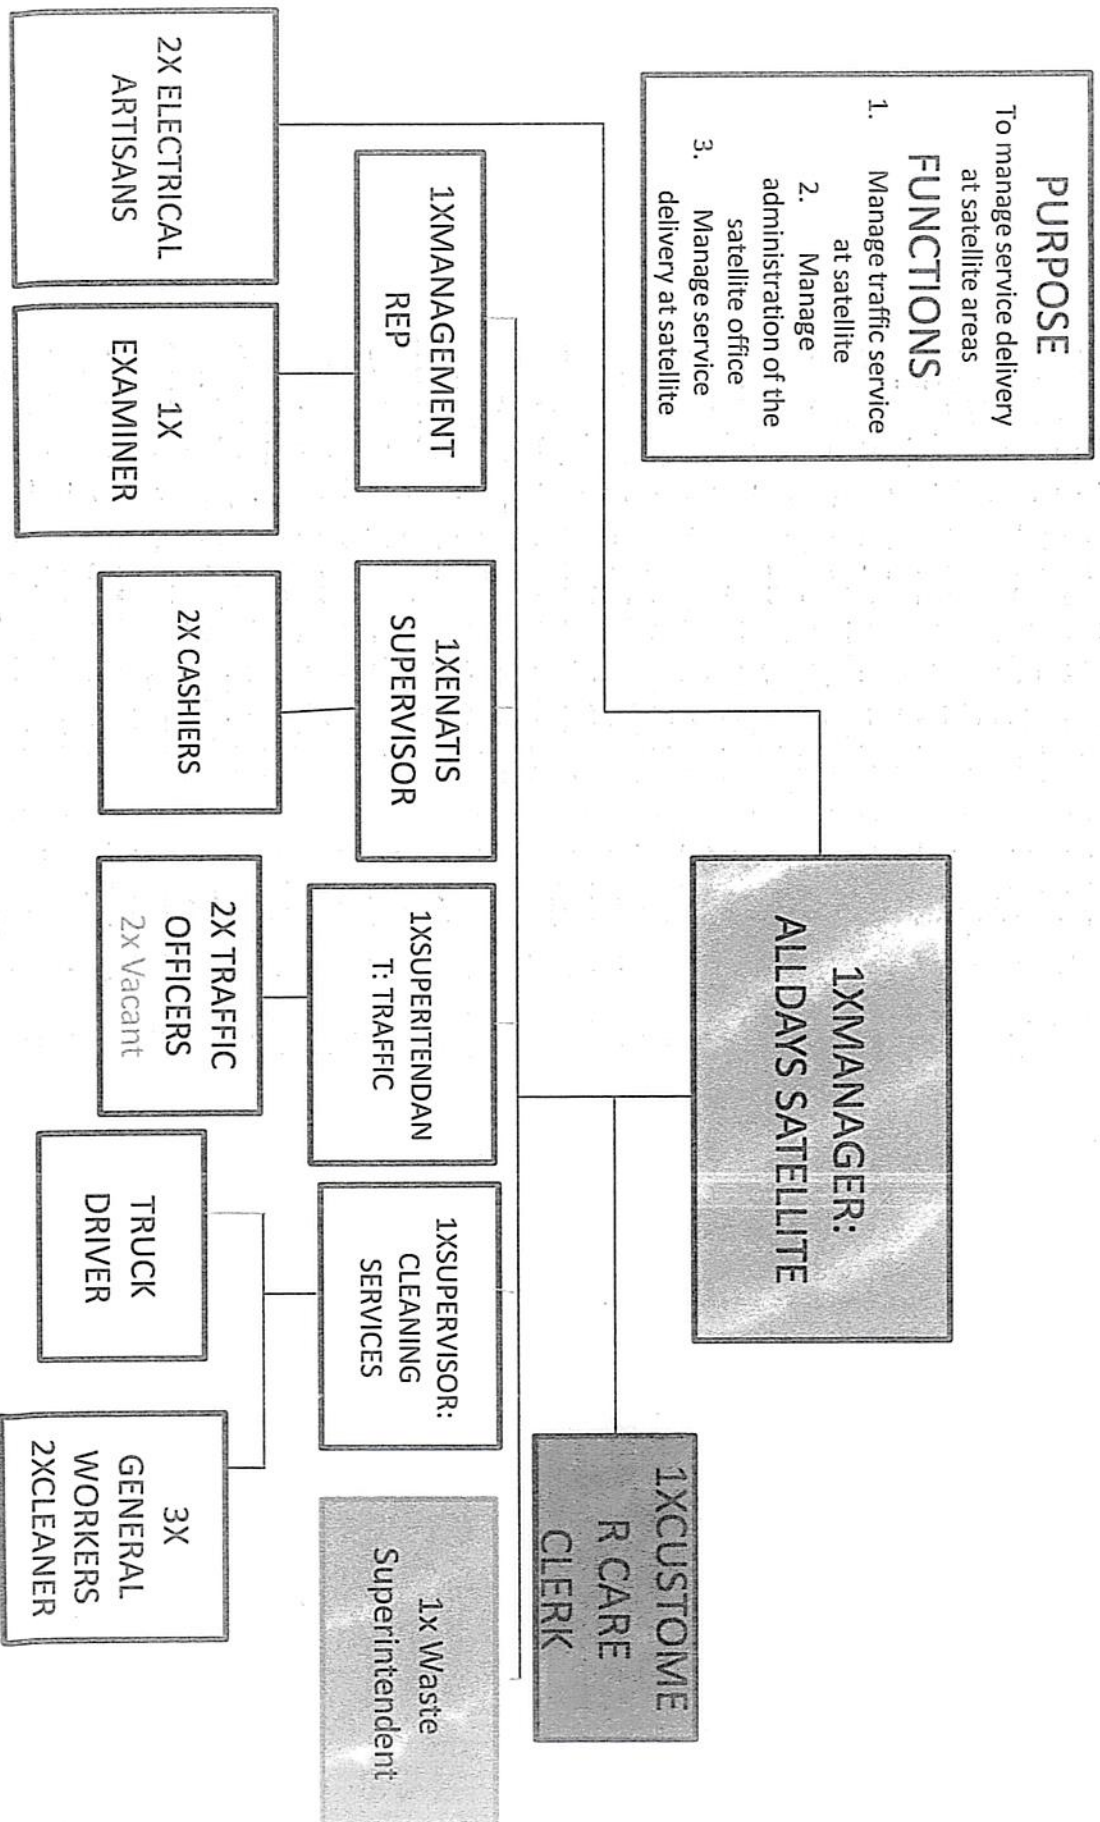 PURPOSE
To manage service delivery
at satellite areas
FUNCTIONS
1. Manage traffic service
at satellite
2. Manage
administration of the
satellite office
3. Manage service
delivery at satellite
1XMANAGER:
ALLDAYS SATELLITE
1XCUSTOME
R CARE
CLERK
1XMANAGEMENT
REP
1XENATIS
SUPERVISOR
1XSUPERITENDAN
T: TRAFFIC
1XSUPERVISOR:
CLEANING
SERVICES
1x Waste
Superintendent
2X ELECTRICAL
ARTISANS
1X
EXAMINER
2X CASHIERS
2X TRAFFIC
OFFICERS
2x Vacant
TRUCK
DRIVER
3X
GENERAL
WORKERS
2XCLEANER